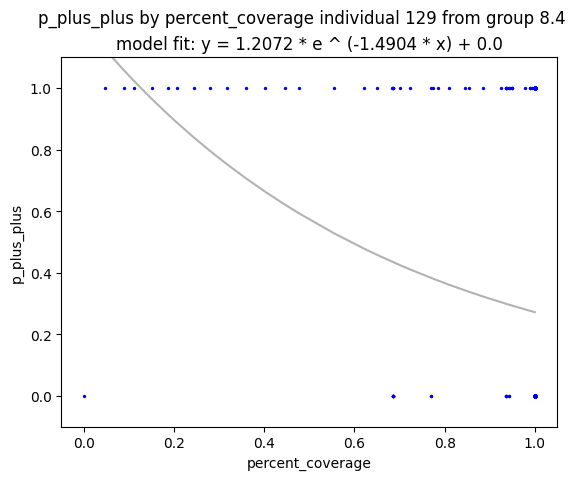 p_plus_plus by percent_coverage individual 129 from group 8.4
model fit: y = 1.2072 * e ^ (-1.4904 * x) + 0.0
1.0
0.8
0.6
0.4
0.2
0.0
p_plus_plus
0.0 0.2 0.4 0.6 0.8 1.0
percent_coverage